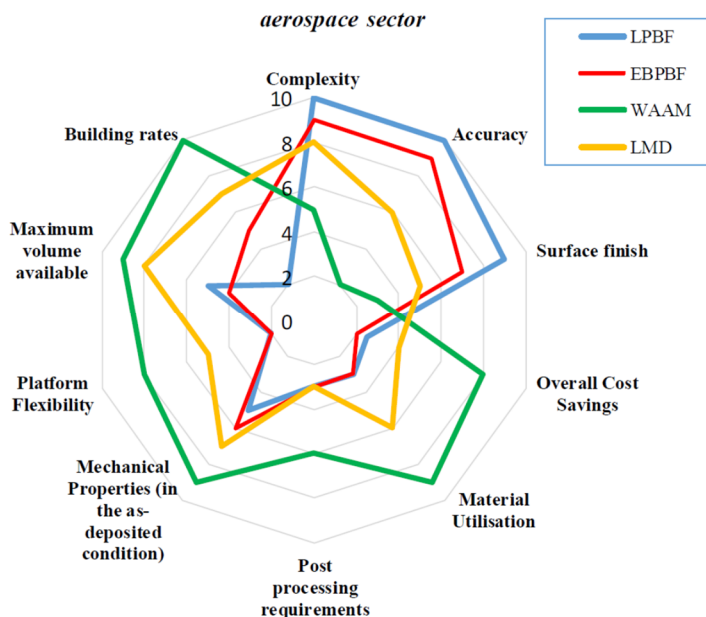 aerospace sector
LPBF
EBPBF
WAAM
LMD
Complexity
10
8
6
4
2
0
Accuracy
Surface finish
Overall Cost
Savings
Material
Utilisation
Post
processing
requirements
Mechanical
Properties (in
the as-
deposited
condition)
Platform
Flexibility
Maximum
volume
available
Building rates